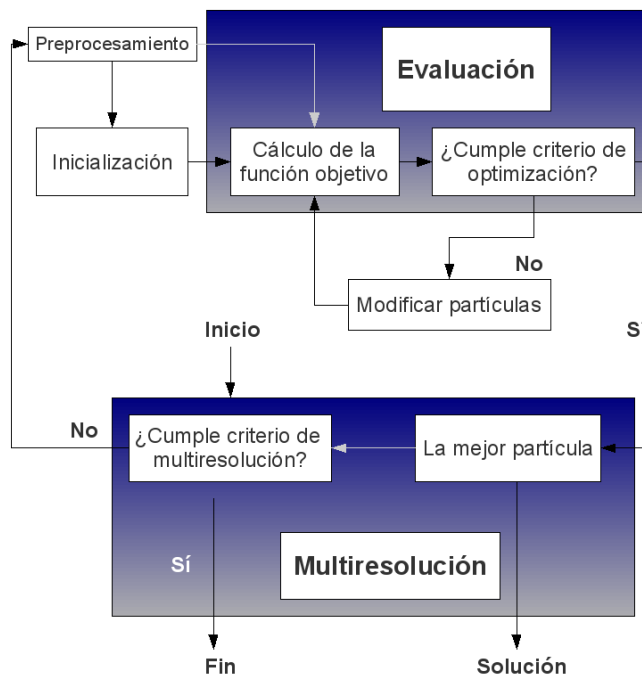 Preprocesamiento
Evaluación
Inicialización
Cálculo de la
función objetivo
¿Cumple criterio de
optimización?
No
Modificar partículas
Inicio
No
¿Cumple criterio de
multiresolución?
La mejor partícula
Sí
Multiresolución
Fin
Solución